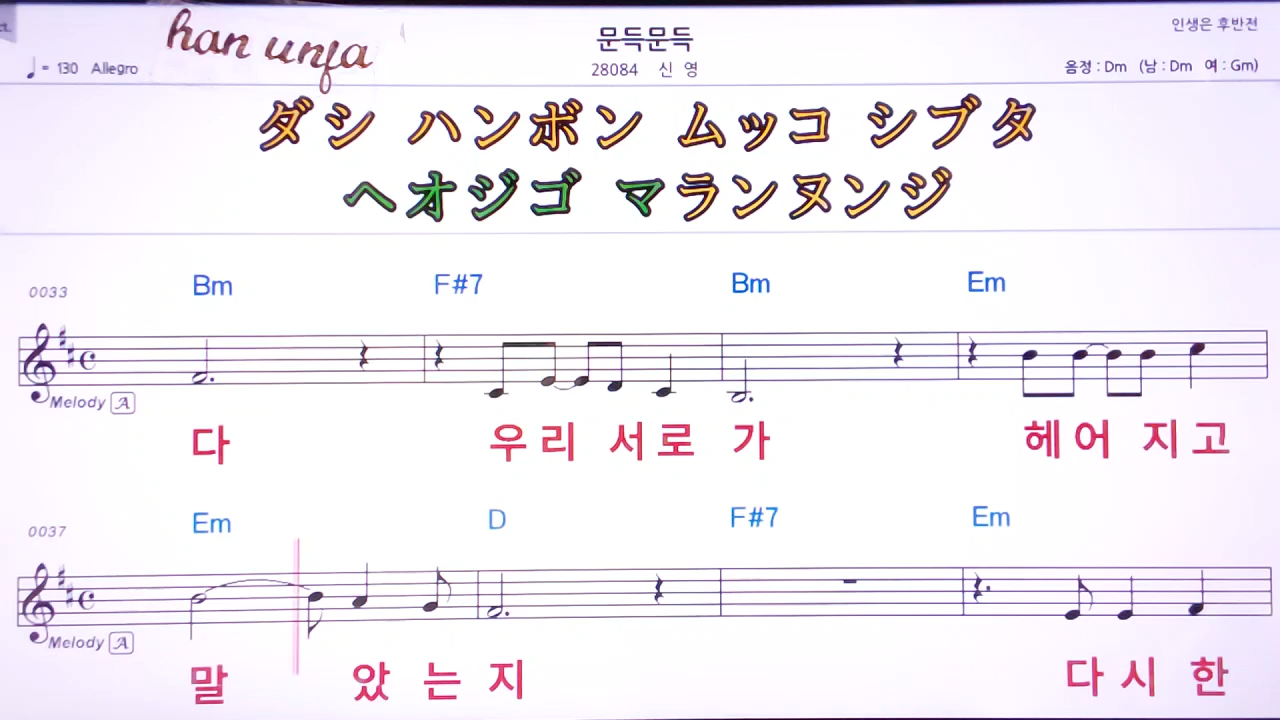 han unfa
문득문득
인생은 후반전
28084 신 영
♩= 130 Allegro
음정 : Dm (남 : Dm 여 : Gm)
ダシ ハンボン ムッコ シプタ
ヘオジゴ マランヌンジ
0033 Bm F#7 Bm Em
Melody A
다 우리 서로 가 헤어 지고
0037 Em D F#7 Em
Melody A
말 았 는 지 다 시 한